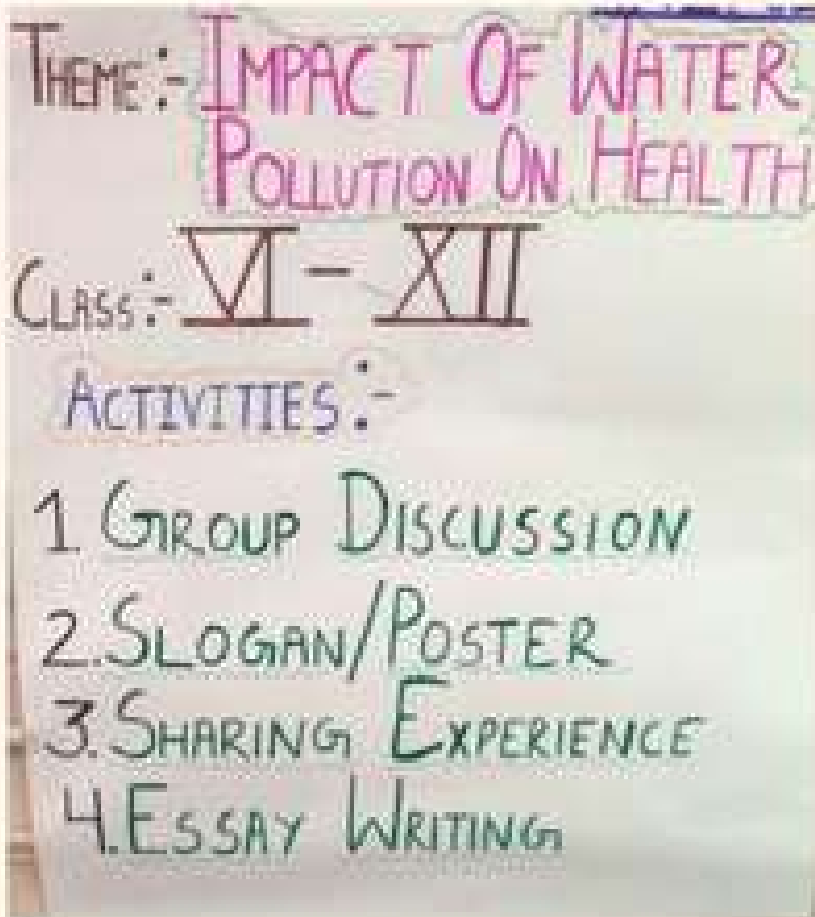 THEME:- IMPACT OF WATER
POLLUTION ON HEALTH
CLASS:- VI - XII
ACTIVITIES:-
1. GROUP DISCUSSION
2. SLOGAN/POSTER
3. SHARING EXPERIENCE
4. ESSAY WRITING